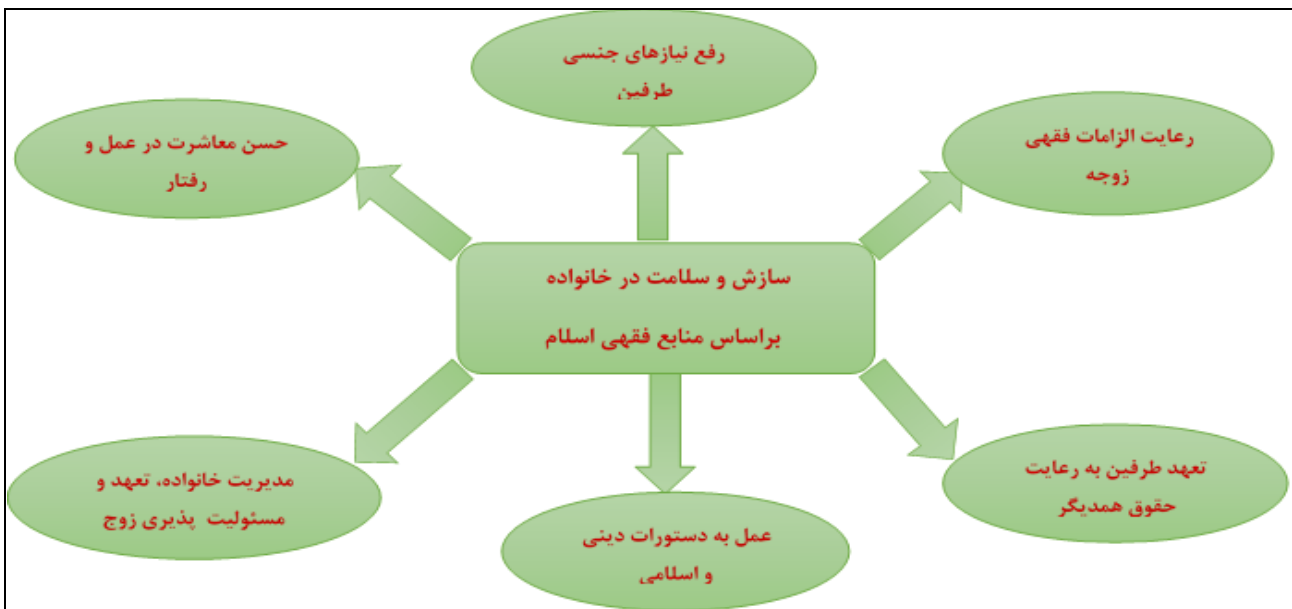 رفع نیازهای جنسی
طرفین
رعایت الزامات فقهی
زوجه
حسن معاشرت در عمل و
رفتار
سازش و سلامت در خانواده
براساس منابع فقهی اسلام
تعهد طرفین به رعایت
حقوق همدیگر
مدیریت خانواده، تعهد و
مسئولیت پذیری زوج
عمل به دستورات دینی
و اسلامی